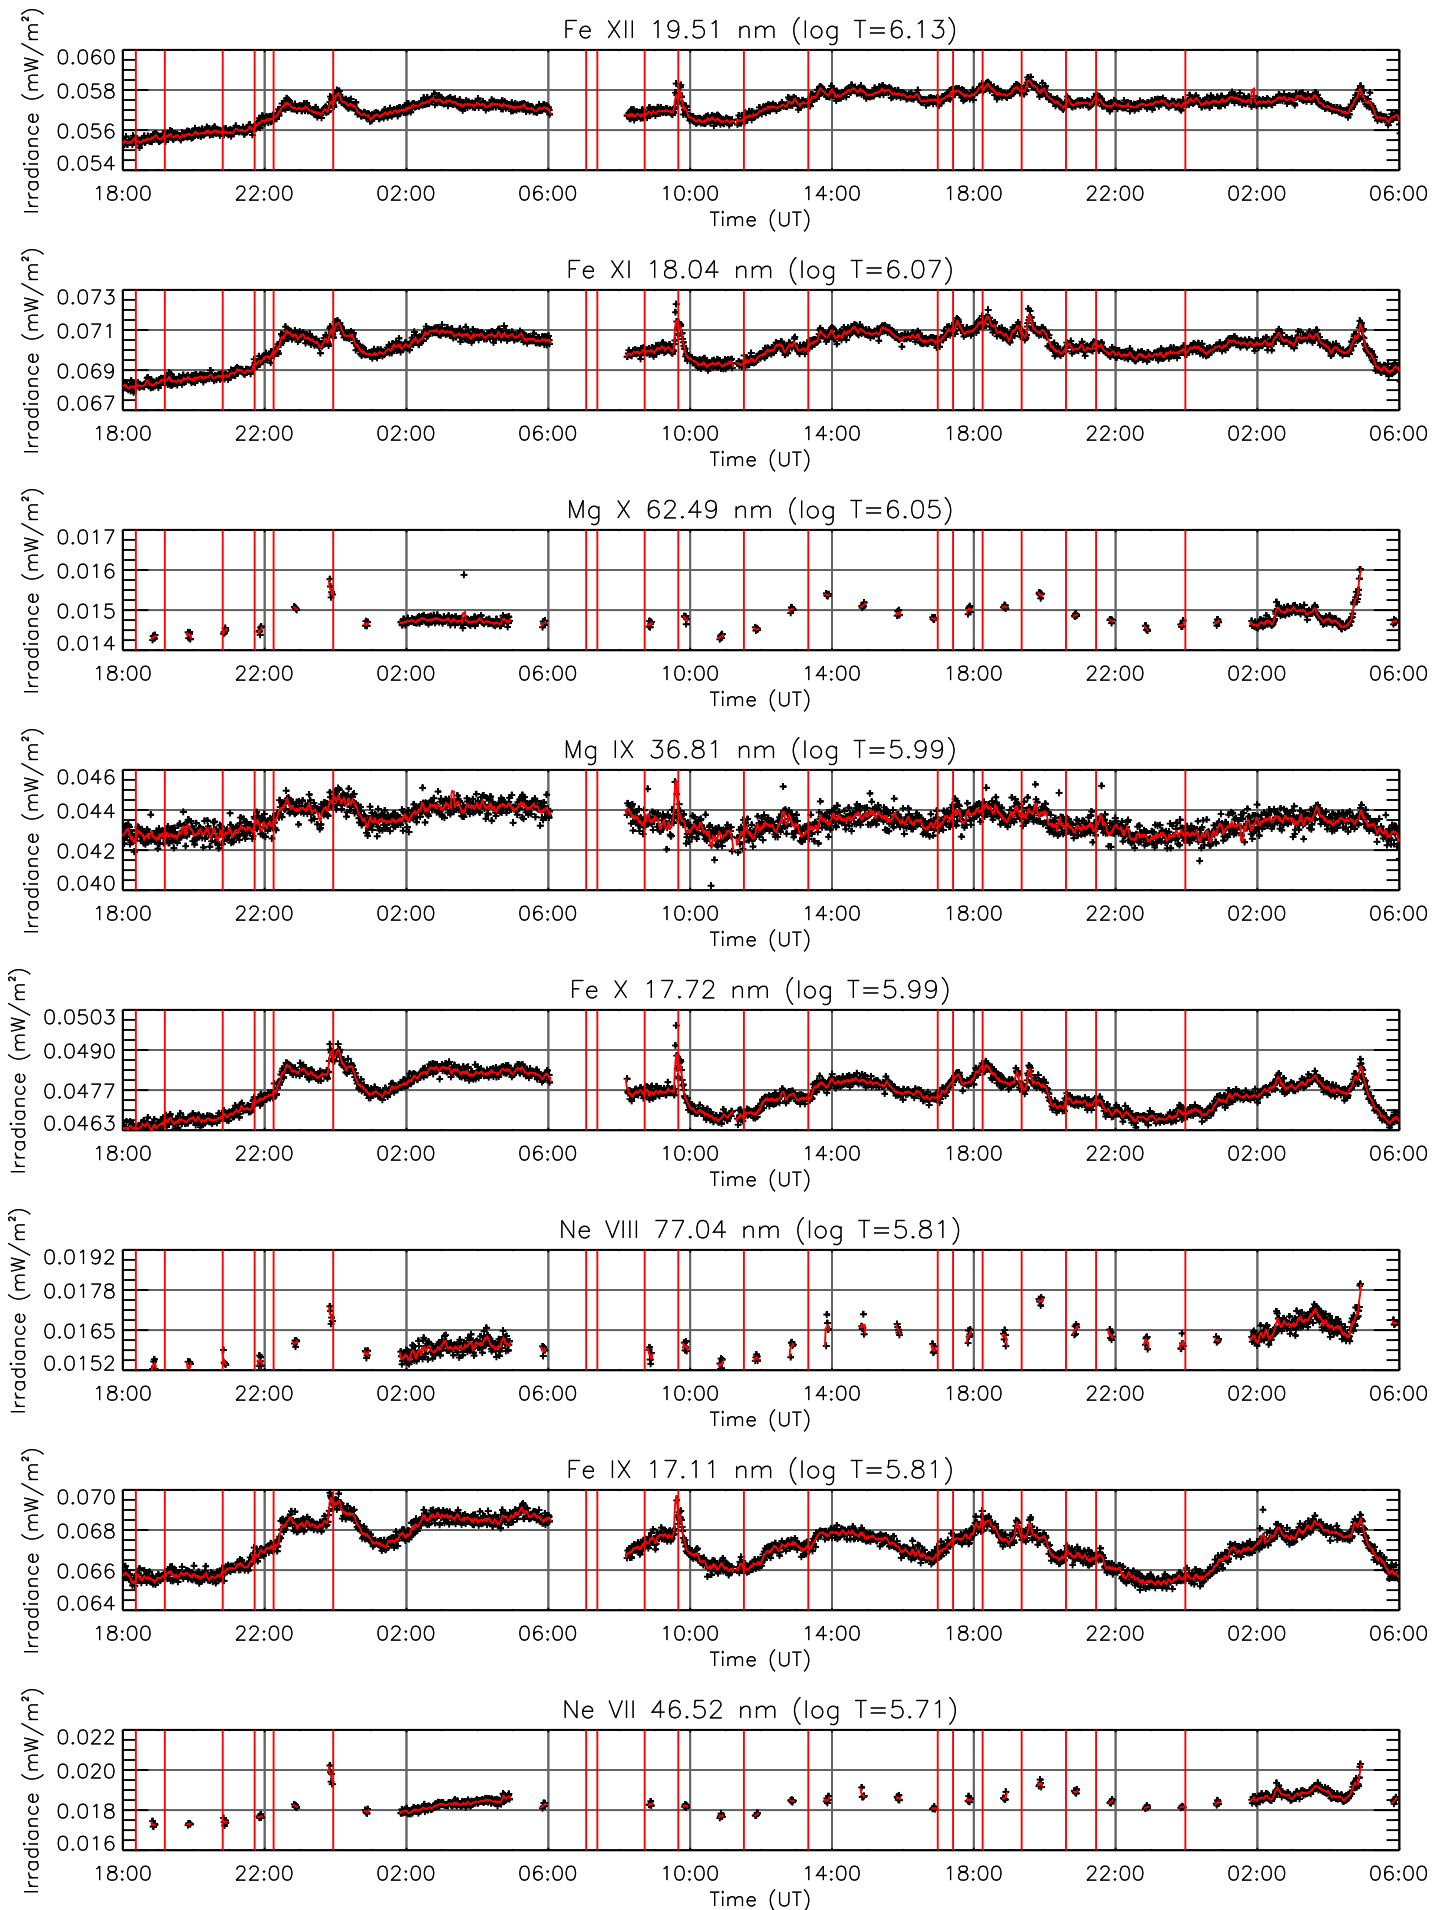 Fe XII 19.51 nm (log T=6.13)
Irradiance (mW/m²)
0.060
0.058
0.056
0.054
18:00 22:00 02:00 06:00 10:00 14:00 18:00 22:00 02:00 06:00
Time (UT)
Fe XI 18.04 nm (log T=6.07)
Irradiance (mW/m²)
0.073
0.071
0.069
0.067
18:00 22:00 02:00 06:00 10:00 14:00 18:00 22:00 02:00 06:00
Time (UT)
Mg X 62.49 nm (log T=6.05)
Irradiance (mW/m²)
0.017
0.016
0.015
0.014
18:00 22:00 02:00 06:00 10:00 14:00 18:00 22:00 02:00 06:00
Time (UT)
Mg IX 36.81 nm (log T=5.99)
Irradiance (mW/m²)
0.046
0.044
0.042
0.040
18:00 22:00 02:00 06:00 10:00 14:00 18:00 22:00 02:00 06:00
Time (UT)
Fe X 17.72 nm (log T=5.99)
Irradiance (mW/m²)
0.0503
0.0490
0.0477
0.0463
18:00 22:00 02:00 06:00 10:00 14:00 18:00 22:00 02:00 06:00
Time (UT)
Ne VIII 77.04 nm (log T=5.81)
Irradiance (mW/m²)
0.0192
0.0178
0.0165
0.0152
18:00 22:00 02:00 06:00 10:00 14:00 18:00 22:00 02:00 06:00
Time (UT)
Fe IX 17.11 nm (log T=5.81)
Irradiance (mW/m²)
0.070
0.068
0.066
0.064
18:00 22:00 02:00 06:00 10:00 14:00 18:00 22:00 02:00 06:00
Time (UT)
Ne VII 46.52 nm (log T=5.71)
Irradiance (mW/m²)
0.022
0.020
0.018
0.016
18:00 22:00 02:00 06:00 10:00 14:00 18:00 22:00 02:00 06:00
Time (UT)